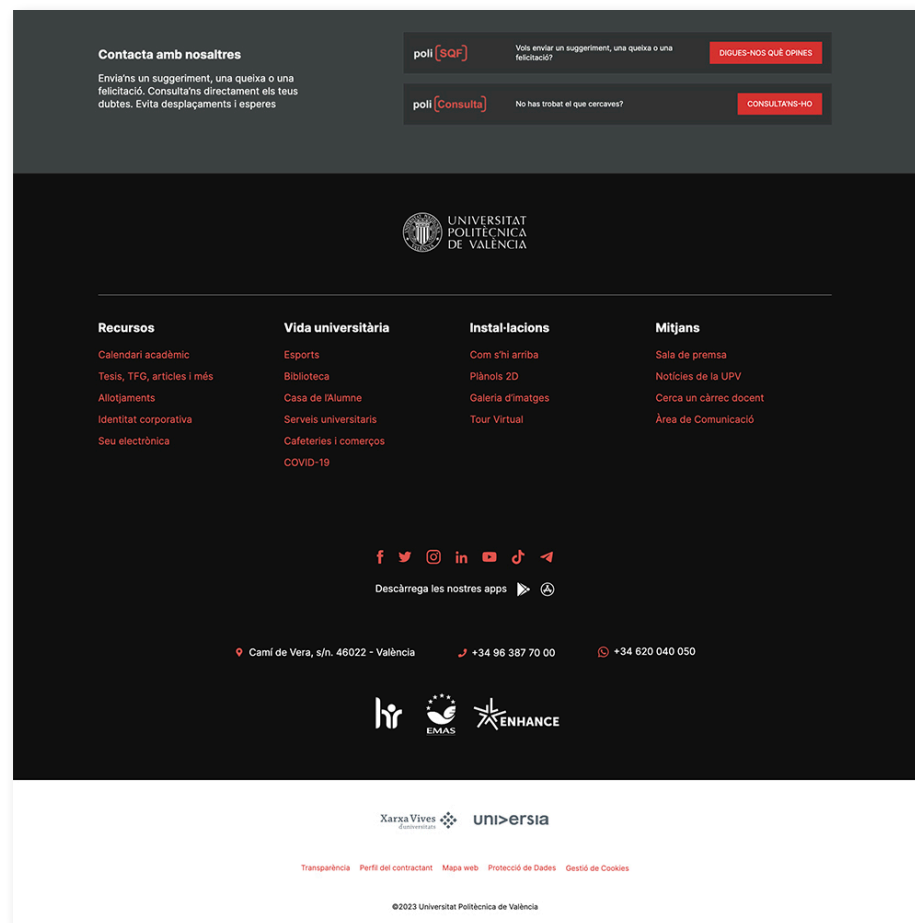 Contacta amb nosaltres
Envia'ns un suggeriment, una queixa o una
felicitació. Consulta'ns directament els teus
dubtes. Evita desplaçaments i esperes
poli[SQF]
Vols enviar un suggeriment, una queixa o una
felicitació?
DIGUES-NOS QUÈ OPINES
poli[Consulta]
No has trobat el que cercaves?
CONSULTA'NS-HO
UNIVERSITAT
POLITÈCNICA
DE VALÈNCIA
Recursos
Calendari acadèmic
Tesis, TFG, articles i més
Allotjaments
Identitat corporativa
Seu electrònica
Vida universitària
Esports
Biblioteca
Casa de l'Alumne
Serveis universitaris
Cafeteries i comerços
COVID-19
Instal·lacions
Com s'hi arriba
Plànols 2D
Galeria d'imatges
Tour Virtual
Mitjans
Sala de premsa
Notícies de la UPV
Cerca un càrrec docent
Àrea de Comunicació
Descàrrega les nostres apps
Camí de Vera, s/n. 46022 - València
+34 96 387 70 00
+34 620 040 050
hr
EMAS
ENHANCE
Xarxa Vives
d'universitats
universia
Transparència Perfil del contractant Mapa web Protecció de Dades Gestió de Cookies
©2023 Universitat Politècnica de València